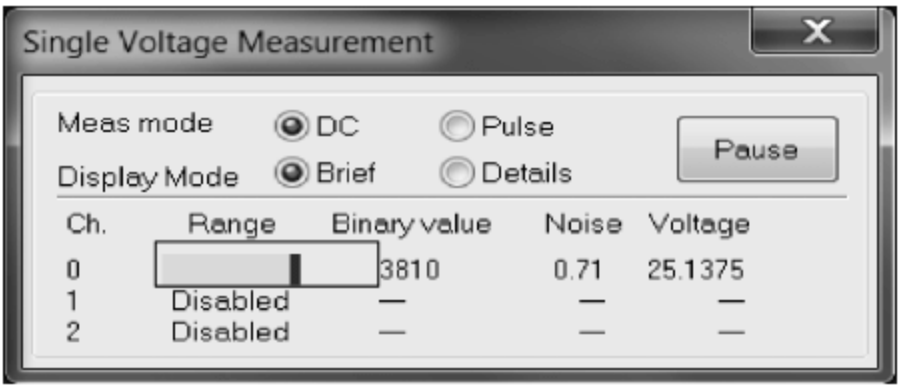 Single Voltage Measurement X
Meas mode DC Pulse
Pause
Display Mode Brief Details
Ch. Range Binary value Noise Voltage
0 3810 0.71 25.1375
1 Disabled — — —
2 Disabled — — —